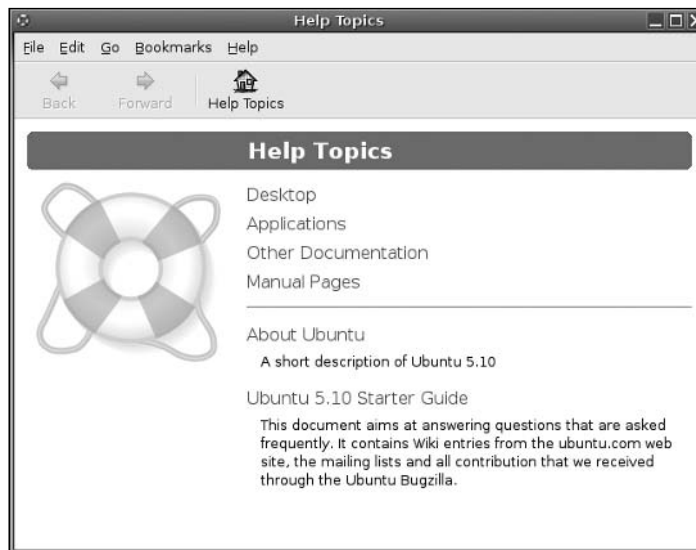 Help Topics
File Edit Go Bookmarks Help
Back Forward Help Topics
Help Topics
Desktop
Applications
Other Documentation
Manual Pages
About Ubuntu
A short description of Ubuntu 5.10
Ubuntu 5.10 Starter Guide
This document aims at answering questions that are asked
frequently. It contains Wiki entries from the ubuntu.com web
site, the mailing lists and all contribution that we received
through the Ubuntu Bugzilla.